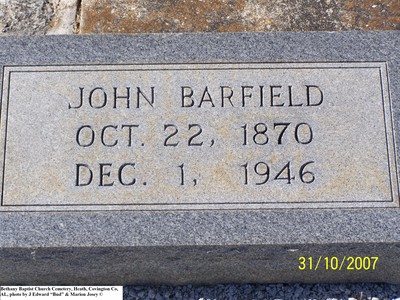 JOHN BARFIELD
OCT. 22, 1870
DEC. 1, 1946
31/10/2007
Bethany Baptist Church Cemetery, Heath, Covington Co,
AL, photo by J Edward "Bud" & Marion Josey ©